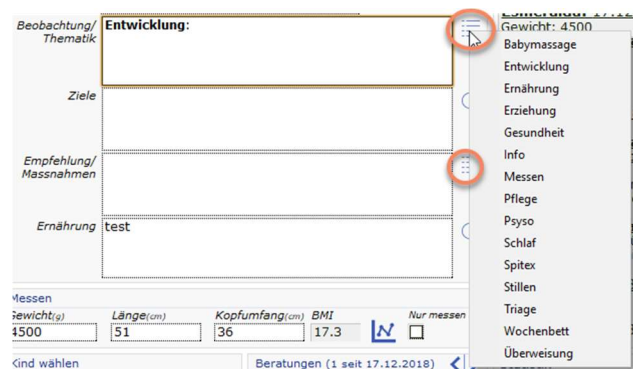 Beobachtung/
Thematik
Entwicklung:
Gewicht: 4500
Babymassage
Entwicklung
Ernährung
Erziehung
Gesundheit
Info
Messen
Pflege
Psyso
Schlaf
Spitex
Stillen
Triage
Wochenbett
Überweisung
Ziele
Empfehlung/
Massnahmen
Ernährung
test
Messen
Gewicht(g) Länge(cm) Kopfumfang(cm) BMI Nur messen
4500 51 36 17.3
Kind wählen
Beratungen (1 seit 17.12.2018)